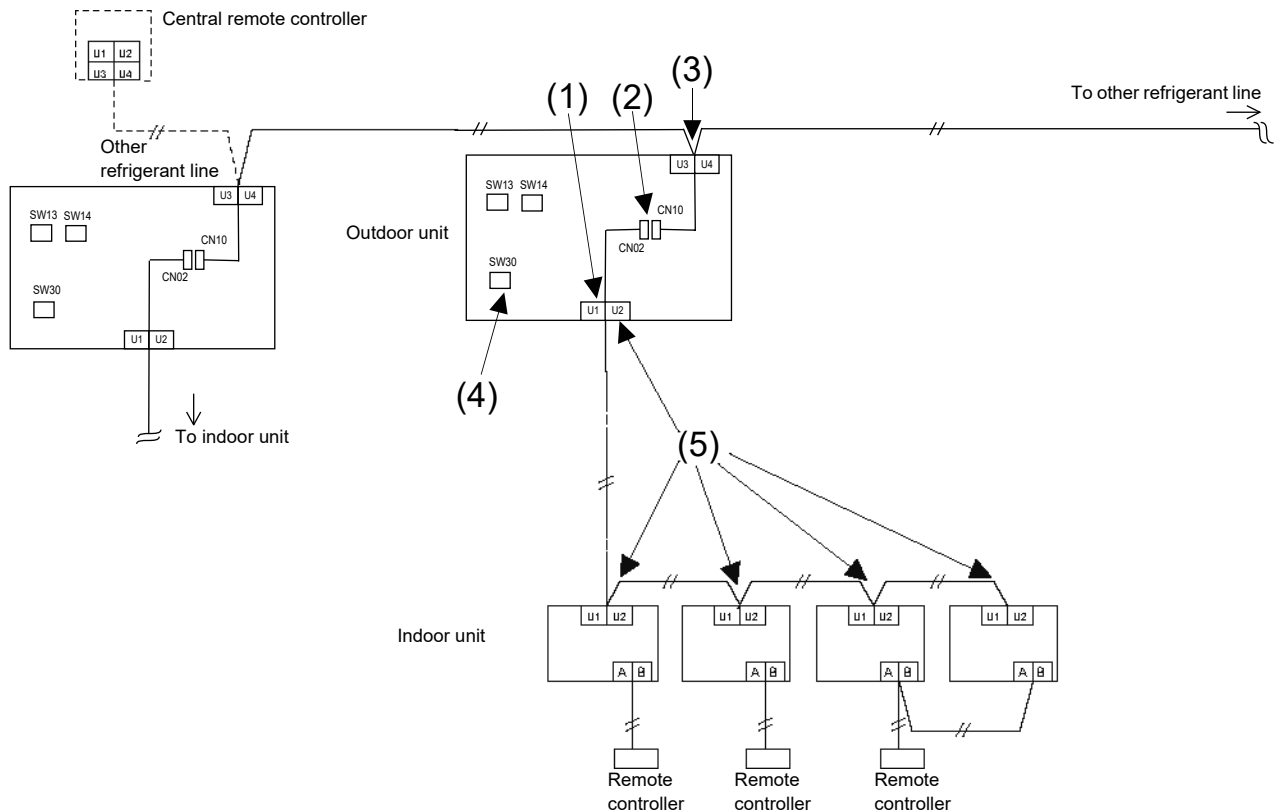 Central remote controller
U1 U2
U3 U4
(1)
(2)
(3)
To other refrigerant line
Other
refrigerant line
U3 U4
SW13 SW14
CN10
CN02
SW30
U1 U2
To indoor unit
Outdoor unit
U3 U4
SW13 SW14
CN10
CN02
SW30
U1 U2
(4)
(5)
Indoor unit
U1 U2
U1 U2
U1 U2
U1 U2
A B
A B
A B
A B
Remote
controller
Remote
controller
Remote
controller